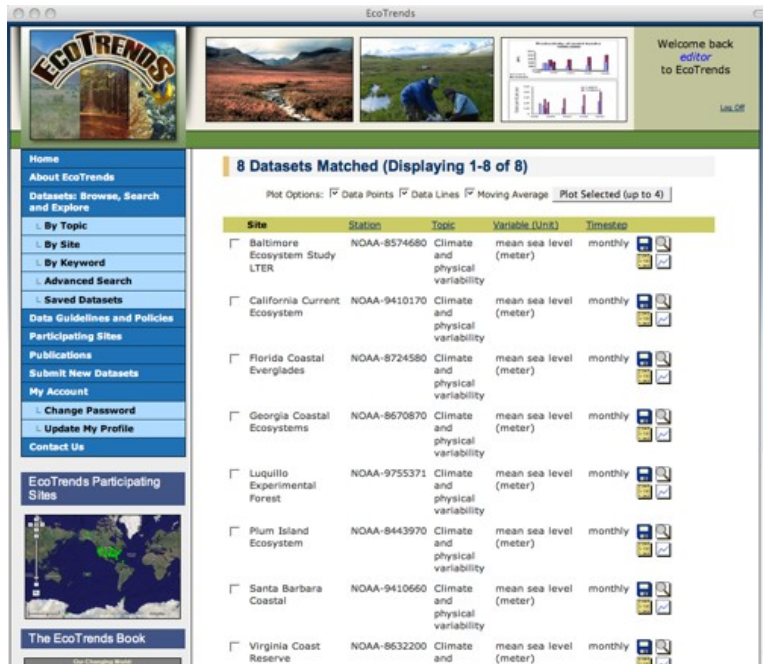 EcoTrends
ECOTRENDS
Welcome back
editor
to EcoTrends
Log Off
Home
About EcoTrends
Datasets: Browse, Search
and Explore
By Topic
By Site
By Keyword
Advanced Search
Saved Datasets
Data Guidelines and Policies
Participating Sites
Publications
Submit New Datasets
My Account
Change Password
Update My Profile
Contact Us
EcoTrends Participating
Sites
The EcoTrends Book
Our Changing World:
8 Datasets Matched (Displaying 1-8 of 8)
Plot Options: Data Points Data Lines Moving Average Plot Selected (up to 4)
Site Station Topic Variable (Unit) Timestep
Baltimore NOAA-8574680 Climate mean sea level monthly
Ecosystem Study and (meter)
LTER physical
variability
California Current NOAA-9410170 Climate mean sea level monthly
Ecosystem and (meter)
physical
variability
Florida Coastal NOAA-8724580 Climate mean sea level monthly
Everglades and (meter)
physical
variability
Georgia Coastal NOAA-8670870 Climate mean sea level monthly
Ecosystems and (meter)
physical
variability
Luquillo NOAA-9755371 Climate mean sea level monthly
Experimental and (meter)
Forest physical
variability
Plum Island NOAA-8443970 Climate mean sea level monthly
Ecosystem and (meter)
physical
variability
Santa Barbara NOAA-9410660 Climate mean sea level monthly
Coastal and (meter)
physical
variability
Virginia Coast NOAA-8632200 Climate mean sea level monthly
Reserve and (meter)